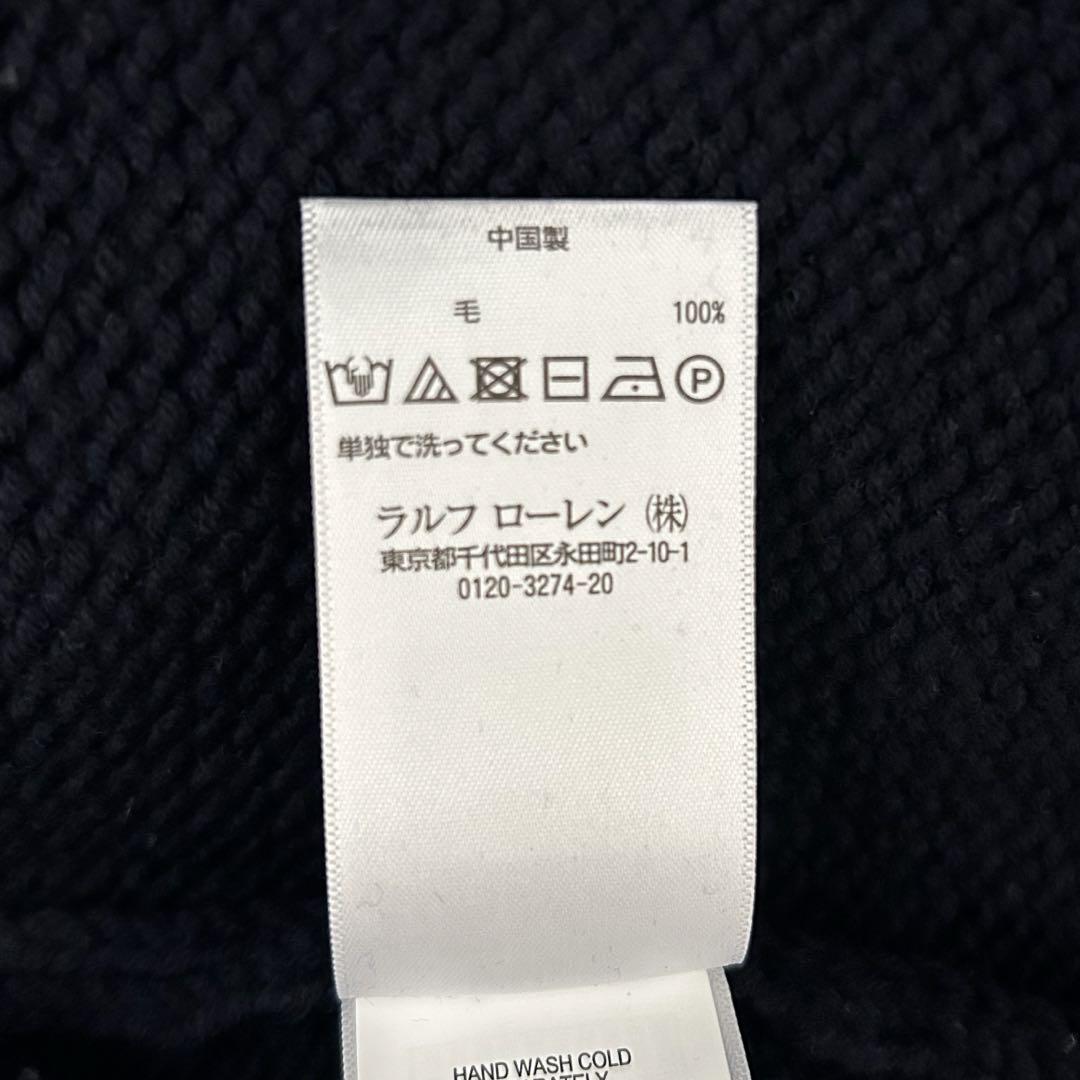 中国製
毛 100%
P
単独で洗ってください
ラルフ ローレン (株)
東京都千代田区永田町2-10-1
0120-3274-20
HAND WASH COLD